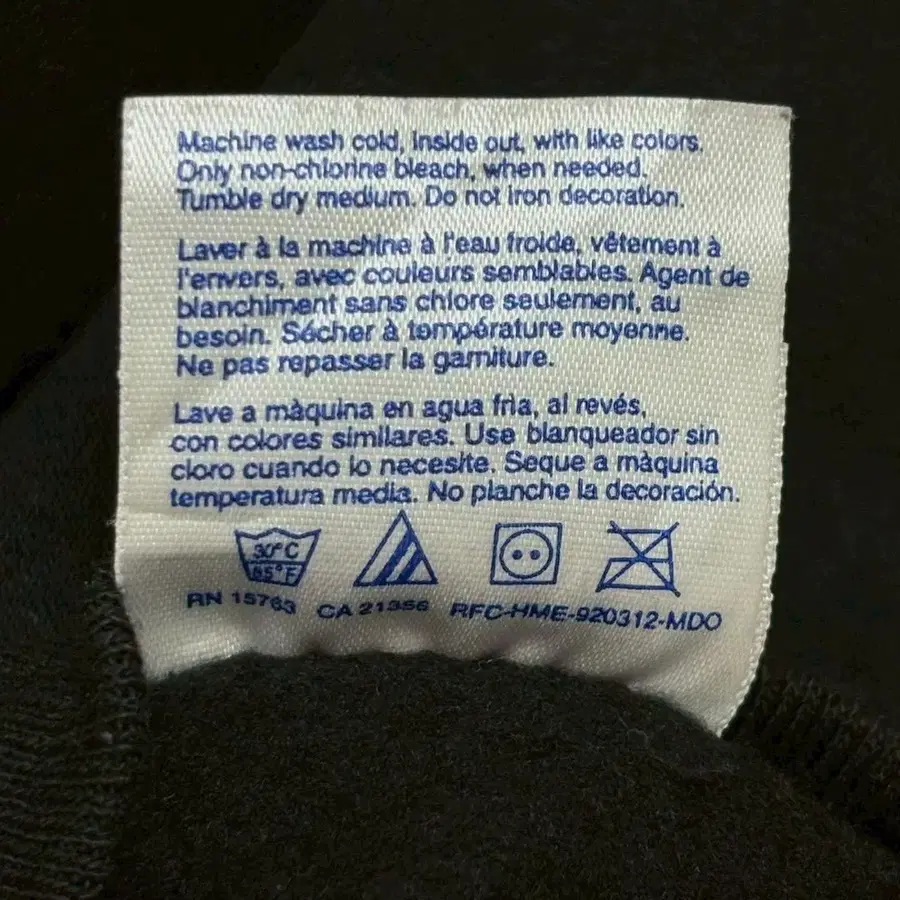 Machine wash cold, inside out, with like colors.
Only non-chlorine bleach, when needed.
Tumble dry medium. Do not iron decoration.
Laver à la machine à l'eau froide, vêtement à
l'envers, avec couleurs semblables. Agent de
blanchiment sans chlore seulement, au
besoin. Sécher à température moyenne.
Ne pas repasser la garniture.
Lave a màquina en agua fria, al revés,
con colores similares. Use blanqueador sin
cloro cuando lo necesite. Seque a màquina
temperatura media. No planche la decoración.
30°C
85°F
RN 15763 CA 21356 RFC-HME-920312-MDO